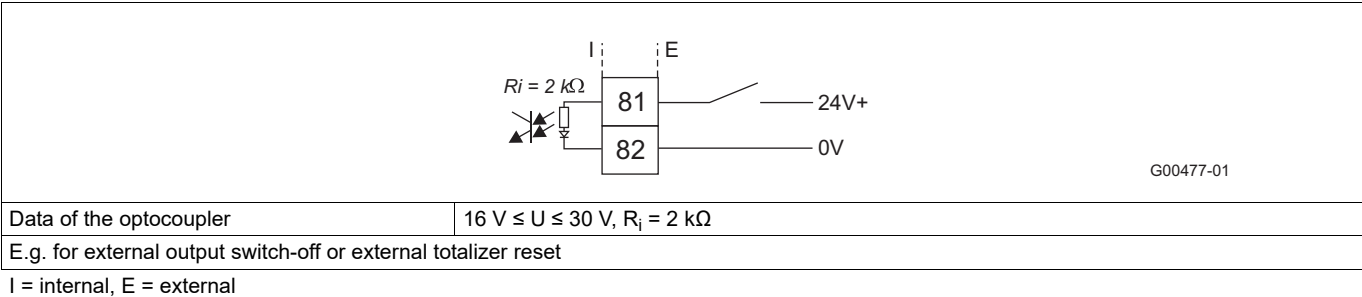 I E
Ri = 2 kΩ
81 24V+
82 0V
G00477-01
Data of the optocoupler 16 V ≤ U ≤ 30 V, Ri = 2 kΩ
E.g. for external output switch-off or external totalizer reset
I = internal, E = external